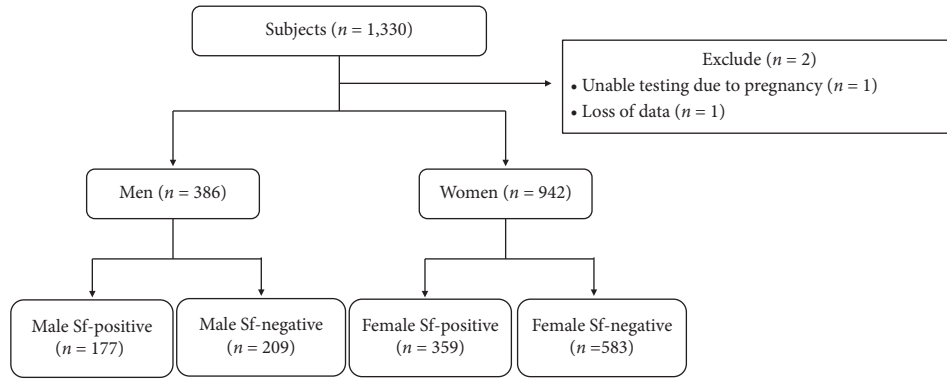 Subjects (n = 1,330)
Exclude (n = 2)
• Unable testing due to pregnancy (n = 1)
• Loss of data (n = 1)
Men (n = 386)
Women (n = 942)
Male Sf-positive
(n = 177)
Male Sf-negative
(n = 209)
Female Sf-positive
(n = 359)
Female Sf-negative
(n =583)